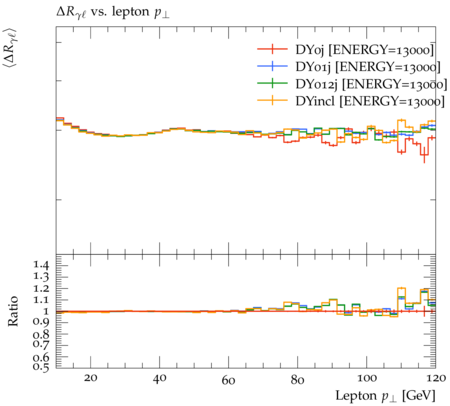 ΔRγℓ vs. lepton p⊥
⟨ΔRγℓ⟩
DY0j [ENERGY=13000]
DY01j [ENERGY=13000]
DY012j [ENERGY=13000]
DYincl [ENERGY=13000]
Ratio
1.4
1.3
1.2
1.1
1
0.9
0.8
0.7
0.6
0.5
20 40 60 80 100 120
Lepton p⊥ [GeV]